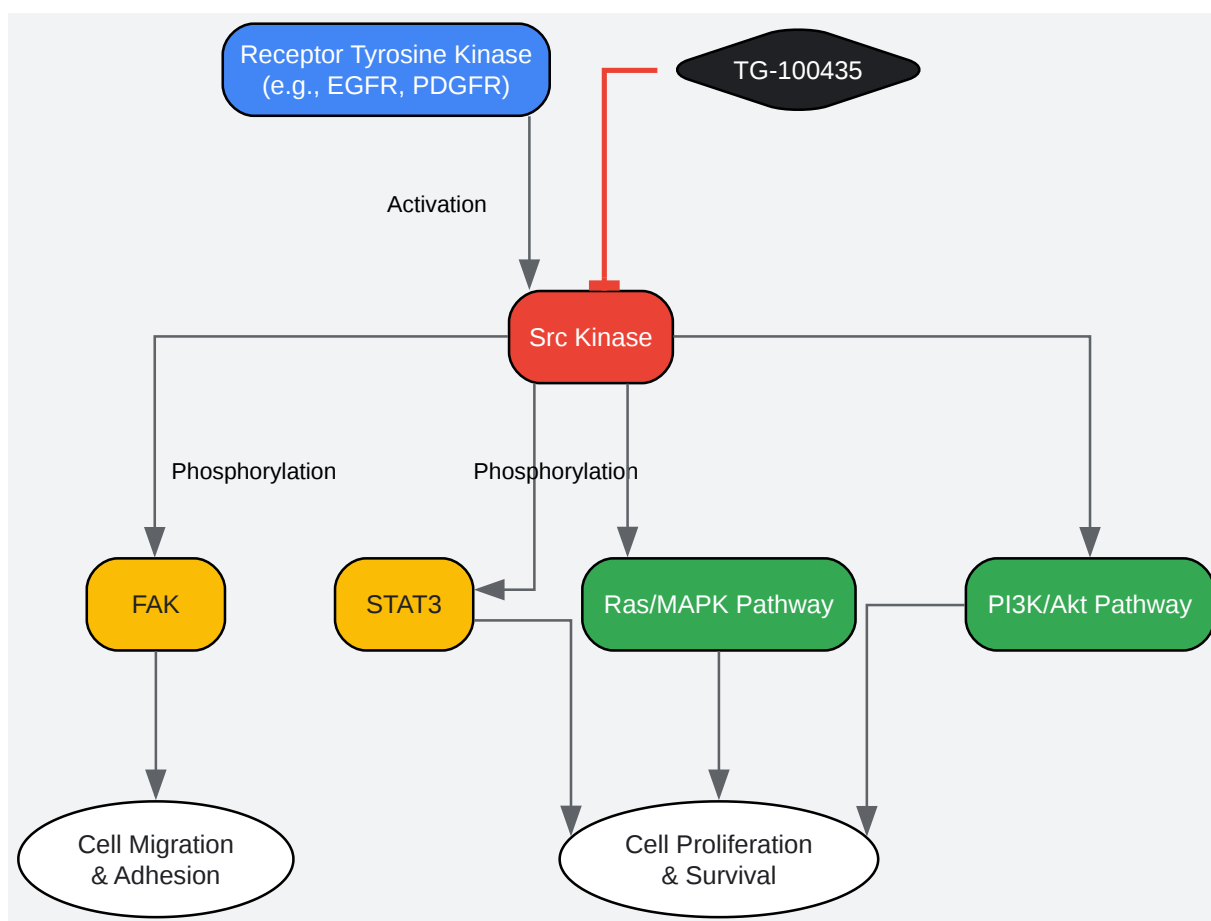 Receptor Tyrosine Kinase
(e.g., EGFR, PDGFR)
TG-100435
Activation
Src Kinase
Phosphorylation
Phosphorylation
FAK
STAT3
Ras/MAPK Pathway
PI3K/Akt Pathway
Cell Migration
& Adhesion
Cell Proliferation
& Survival